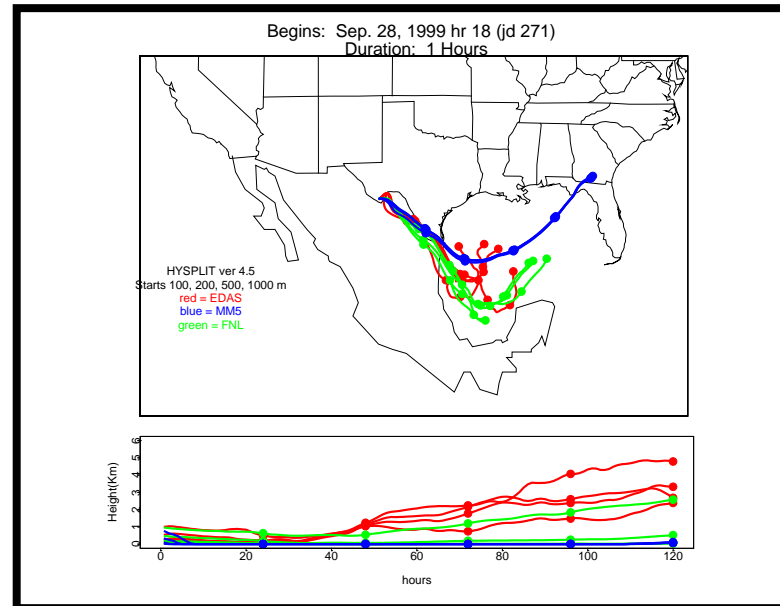 Begins:  Sep. 28, 1999 hr 18 (jd 271)
Duration:  1 Hours
HYSPLIT ver 4.5
Starts 100, 200, 500, 1000 m
red = EDAS
blue = MM5
green = FNL
Height(Km)
6
5
4
3
2
1
0
0 20 40 60 80 100 120
hours